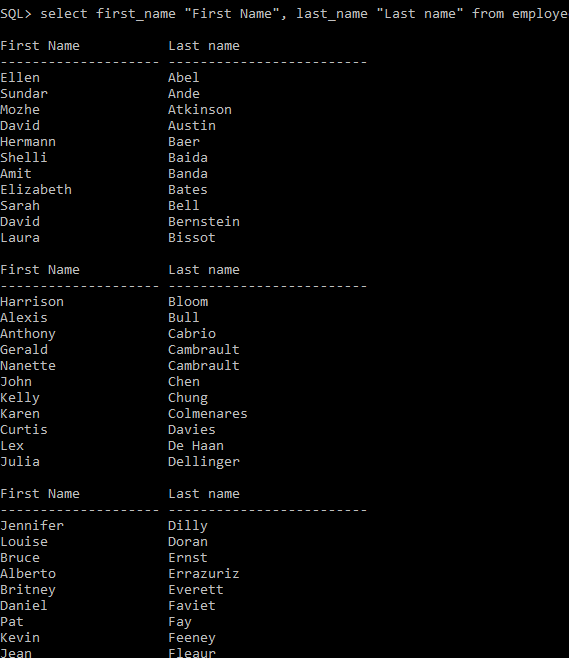 SQL> select first_name "First Name", last_name "Last name" from employe
First Name           Last name
-------------------- -------------------------
Ellen                Abel
Sundar               Ande
Mozhe                Atkinson
David                Austin
Hermann              Baer
Shelli               Baida
Amit                 Banda
Elizabeth            Bates
Sarah                Bell
David                Bernstein
Laura                Bissot
First Name           Last name
-------------------- -------------------------
Harrison             Bloom
Alexis               Bull
Anthony              Cabrio
Gerald               Cambrault
Nanette              Cambrault
John                 Chen
Kelly                Chung
Karen                Colmenares
Curtis               Davies
Lex                  De Haan
Julia                Dellinger
First Name           Last name
-------------------- -------------------------
Jennifer             Dilly
Louise               Doran
Bruce                Ernst
Alberto              Errazuriz
Britney              Everett
Daniel               Faviet
Pat                  Fay
Kevin                Feeney
Jean                 Fleaur